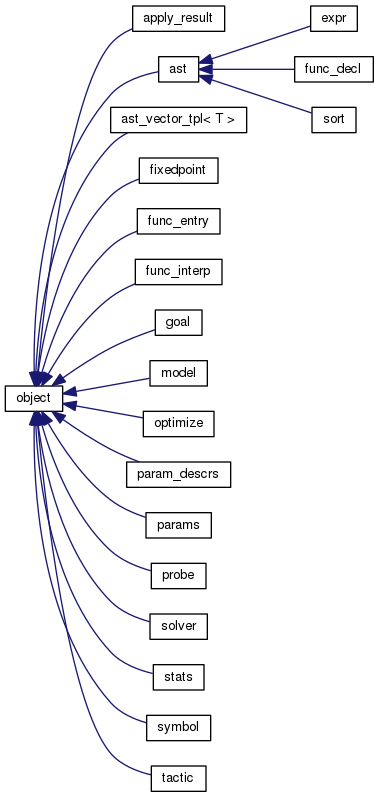 apply_result
expr
ast
func_decl
sort
ast_vector_tpl< T >
fixedpoint
func_entry
func_interp
goal
model
object
optimize
param_descrs
params
probe
solver
stats
symbol
tactic